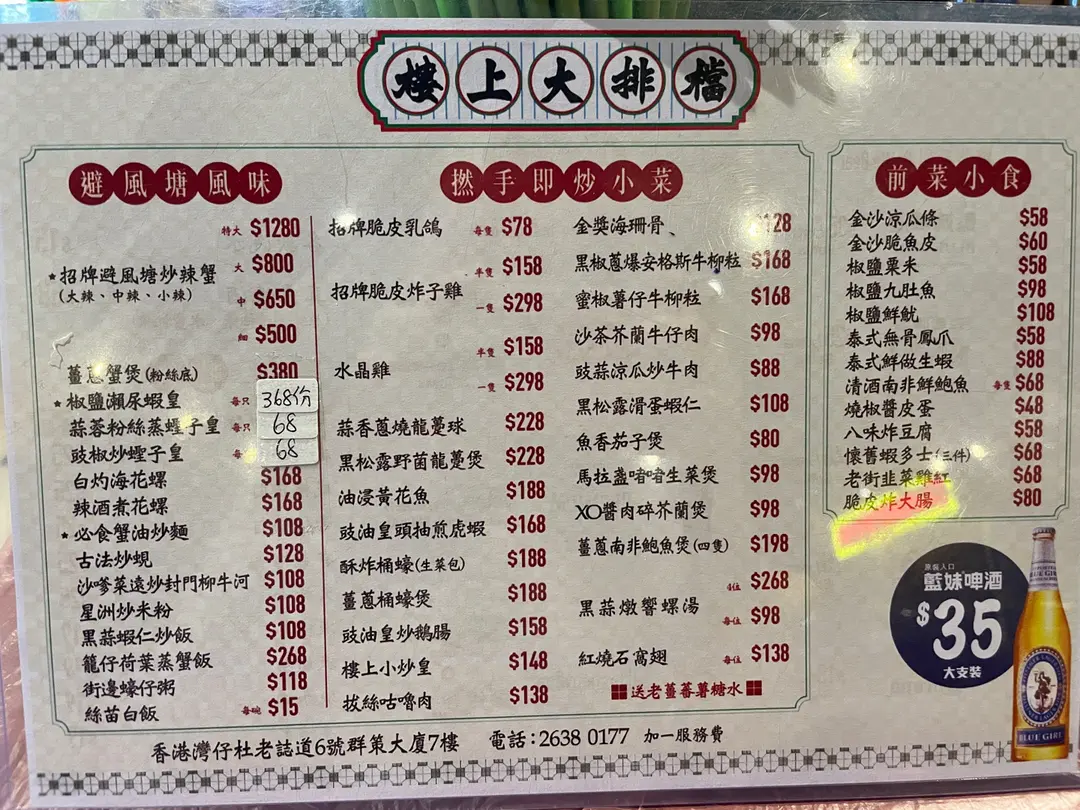 樓上大排檔
避風塘風味
特大 $1280
★招牌避風塘炒辣蟹 大 $800
(大辣、中辣、小辣) 中 $650
細 $500
薑蔥蟹煲(粉絲底) $380
★椒鹽瀨尿蝦皇 每只 368/份
蒜蓉粉絲蒸蟶子皇 每只 68
豉椒炒蟶子皇 每 68
白灼海花螺 $168
辣酒煮花螺 $168
★必食蟹油炒麵 $108
古法炒蜆 $128
沙爹菜遠炒封門柳牛河 $108
星洲炒米粉 $108
黑蒜蝦仁炒飯 $108
籠仔荷葉蒸蟹飯 $268
街邊蠔仔粥 $118
絲苗白飯 每碗 $15
撚手即炒小菜
招牌脆皮乳鴿 每隻 $78
招牌脆皮炸子雞 半隻 $158
一隻 $298
水晶雞 半隻 $158
一隻 $298
蒜香蔥燒龍躉球 $228
黑松露野菌龍躉煲 $228
油浸黃花魚 $188
豉油皇頭抽煎虎蝦 $168
酥炸桶蠔(生菜包) $188
薑蔥桶蠔煲 $188
豉油皇炒鵝腸 $158
樓上小炒皇 $148
拔絲咕嚕肉 $138
金獎海珊骨、 128
黑椒蔥爆安格斯牛柳粒 $168
蜜椒薯仔牛柳粒 $168
沙茶芥蘭牛仔肉 $98
豉蒜涼瓜炒牛肉 $88
黑松露滑蛋蝦仁 $108
魚香茄子煲 $80
馬拉盞啫啫生菜煲 $98
XO醬肉碎芥蘭煲 $98
薑蔥南非鮑魚煲(四隻) $198
黑蒜燉響螺湯 4位 $268
每位 $98
紅燒石窩翅 每位 $138
送老薑蕃薯糖水
前菜小食
金沙涼瓜條 $58
金沙脆魚皮 $60
椒鹽粟米 $58
椒鹽九肚魚 $98
椒鹽鮮魷 $108
泰式無骨鳳爪 $58
泰式鮮做生蝦 $88
清酒南非鮮鮑魚 每隻 $68
燒椒醬皮蛋 $48
八味炸豆腐 $58
懷舊蝦多士(三件) $68
老街韭菜雞紅 $68
脆皮炸大腸 $80
原裝入口
藍妹啤酒
$35
大支裝
BLUE GIRL
BLUE GIRL
香港灣仔杜老誌道6號群策大廈7樓 電話：2638 0177 加一服務費